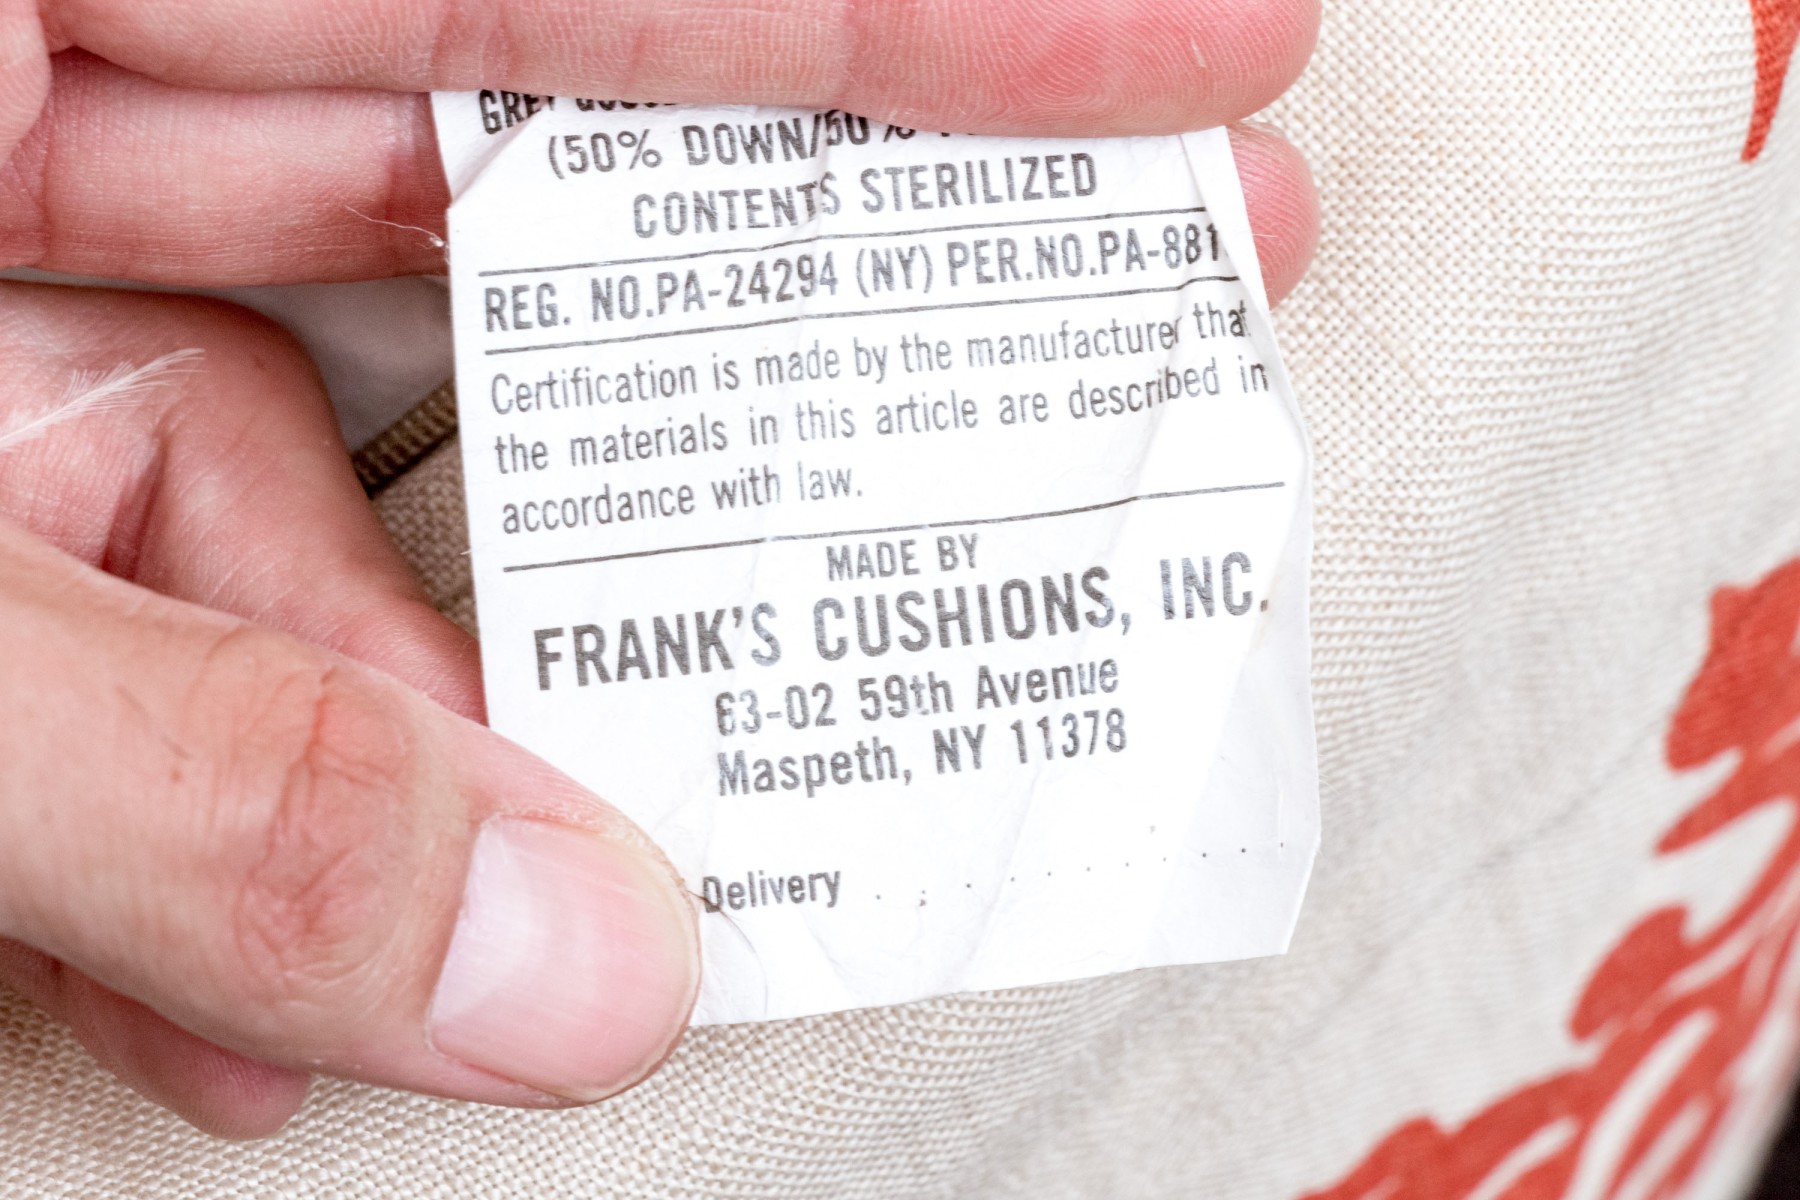 GREY GOOSE
(50% DOWN/50%
CONTENTS STERILIZED
REG. NO.PA-24294 (NY) PER.NO.PA-881
Certification is made by the manufacturer that
the materials in this article are described in
accordance with law.
MADE BY
FRANK'S CUSHIONS, INC.
63-02 59th Avenue
Maspeth, NY 11378
Delivery . . . . . . . . . . .